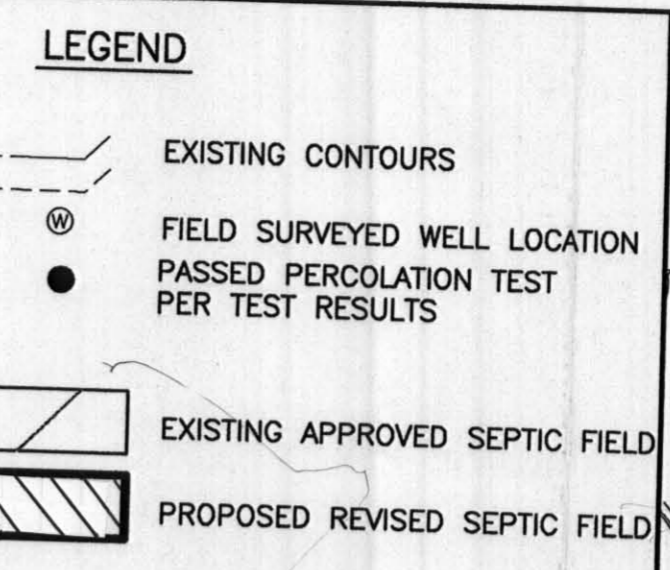 LEGEND
EXISTING CONTOURS
W
FIELD SURVEYED WELL LOCATION
PASSED PERCOLATION TEST
PER TEST RESULTS
EXISTING APPROVED SEPTIC FIELD
PROPOSED REVISED SEPTIC FIELD